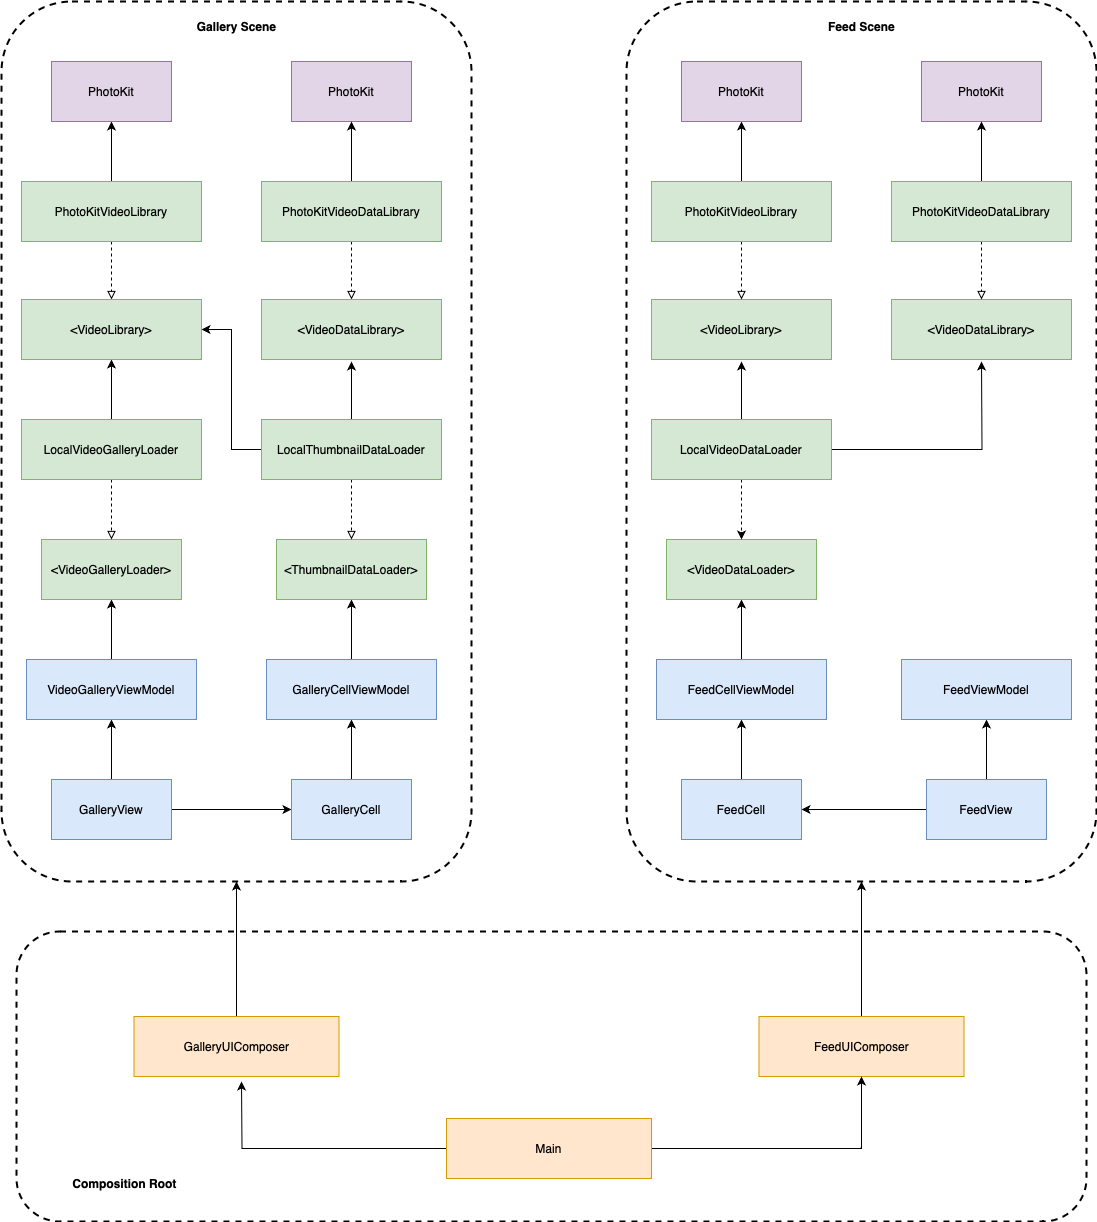 Gallery Scene
PhotoKit
PhotoKit
PhotoKitVideoLibrary
PhotoKitVideoDataLibrary
<VideoLibrary>
<VideoDataLibrary>
LocalVideoGalleryLoader
LocalThumbnailDataLoader
<VideoGalleryLoader>
<ThumbnailDataLoader>
VideoGalleryViewModel
GalleryCellViewModel
GalleryView
GalleryCell
Feed Scene
PhotoKit
PhotoKit
PhotoKitVideoLibrary
PhotoKitVideoDataLibrary
<VideoLibrary>
<VideoDataLibrary>
LocalVideoDataLoader
<VideoDataLoader>
FeedCellViewModel
FeedViewModel
FeedCell
FeedView
GalleryUIComposer
FeedUIComposer
Main
Composition Root